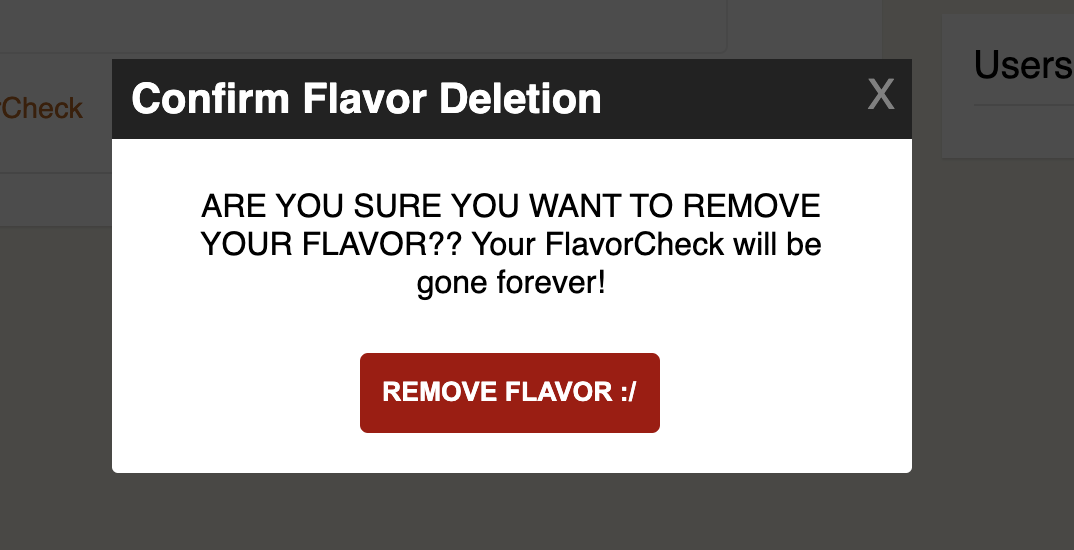 Users
Check
Confirm Flavor Deletion X
ARE YOU SURE YOU WANT TO REMOVE
YOUR FLAVOR?? Your FlavorCheck will be
gone forever!
REMOVE FLAVOR :/